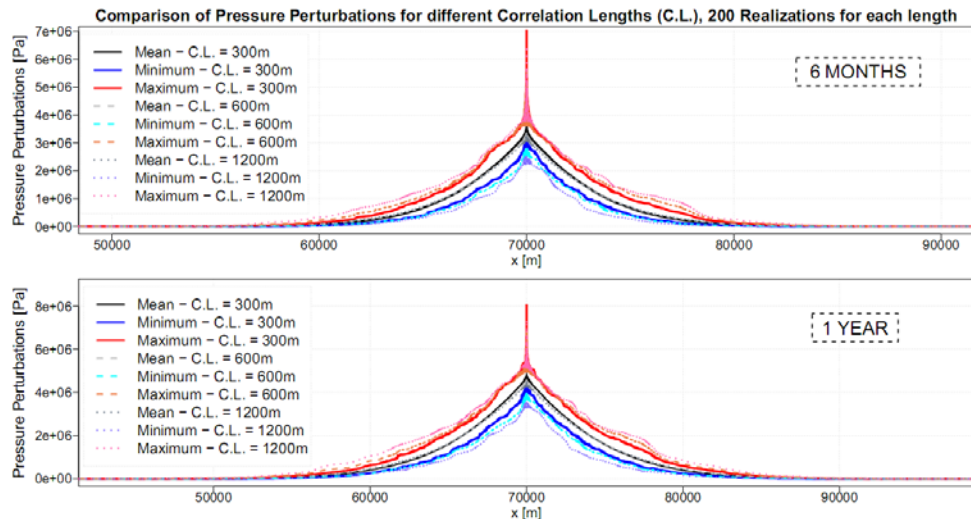 Comparison of Pressure Perturbations for different Correlation Lengths (C.L.), 200 Realizations for each length
Pressure Perturbations [Pa]
7e+06
6e+06
5e+06
4e+06
3e+06
2e+06
1e+06
0e+00
Mean − C.L. = 300m
Minimum − C.L. = 300m
Maximum − C.L. = 300m
Mean − C.L. = 600m
Minimum − C.L. = 600m
Maximum − C.L. = 600m
Mean − C.L. = 1200m
Minimum − C.L. = 1200m
Maximum − C.L. = 1200m
6 MONTHS
50000 60000 70000 80000 90000
x [m]
Pressure Perturbations [Pa]
8e+06
6e+06
4e+06
2e+06
0e+00
Mean − C.L. = 300m
Minimum − C.L. = 300m
Maximum − C.L. = 300m
Mean − C.L. = 600m
Minimum − C.L. = 600m
Maximum − C.L. = 600m
Mean − C.L. = 1200m
Minimum − C.L. = 1200m
Maximum − C.L. = 1200m
1 YEAR
50000 60000 70000 80000 90000
x [m]